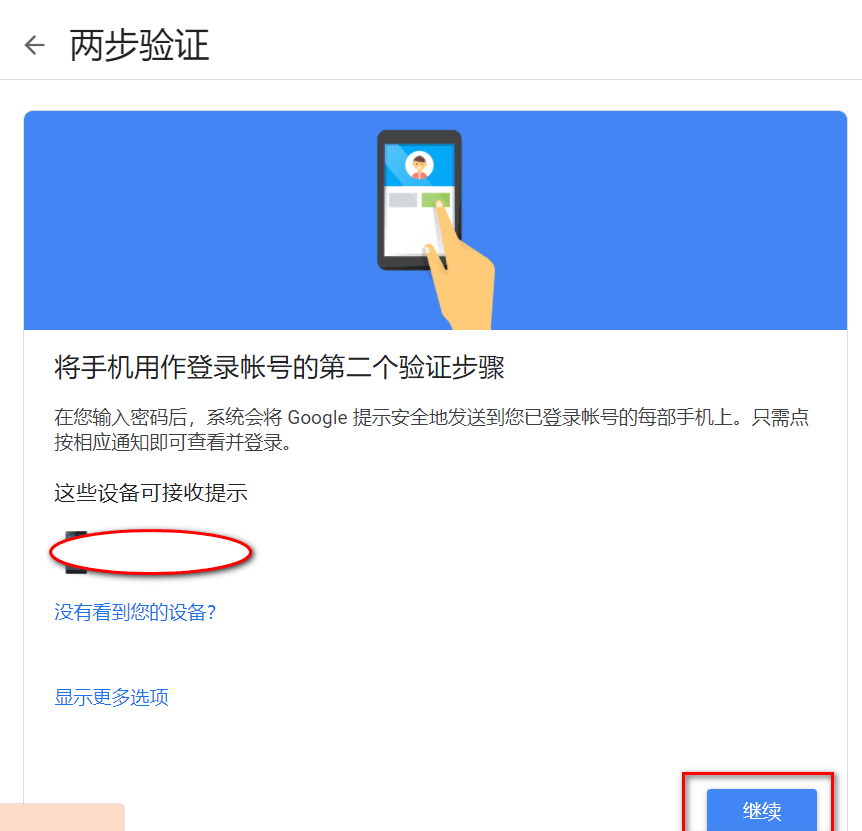 两步验证
将手机用作登录帐号的第二个验证步骤
在您输入密码后，系统会将 Google 提示安全地发送到您已登录帐号的每部手机上。只需点
按相应通知即可查看并登录。
这些设备可接收提示
没有看到您的设备？
显示更多选项
继续